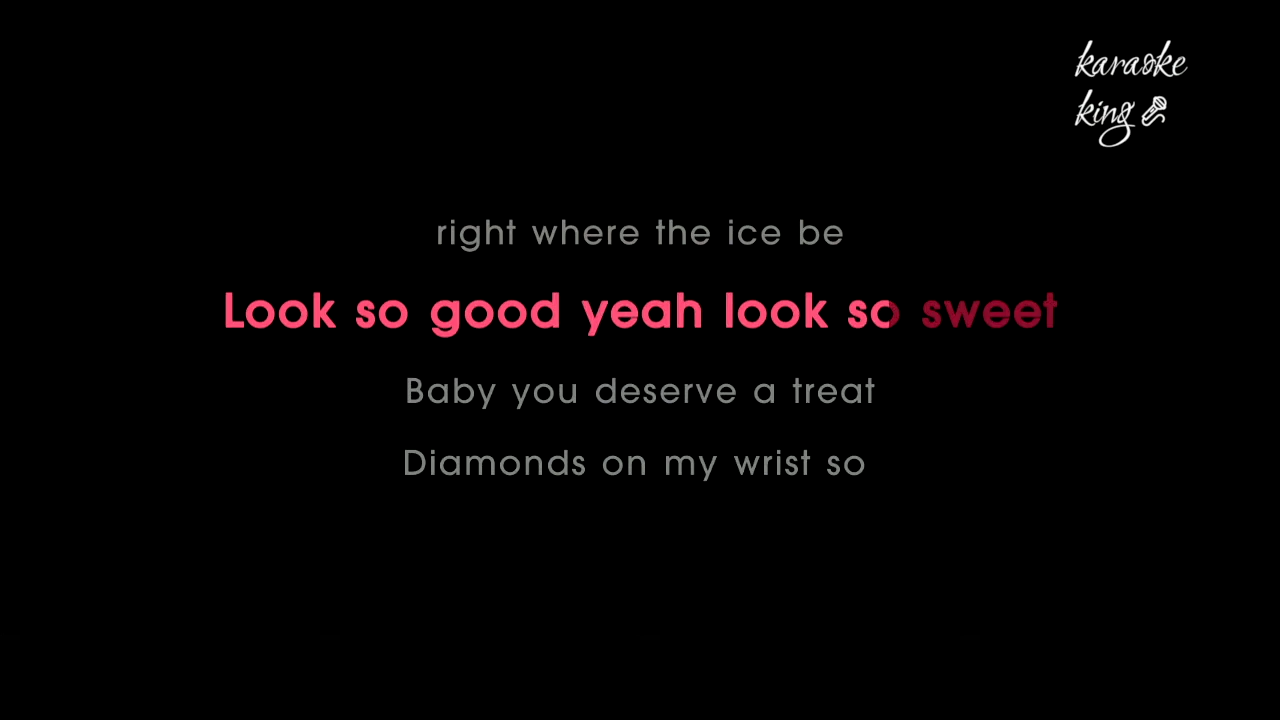 karaoke
king
right where the ice be
Look so good yeah look so sweet
Baby you deserve a treat
Diamonds on my wrist so